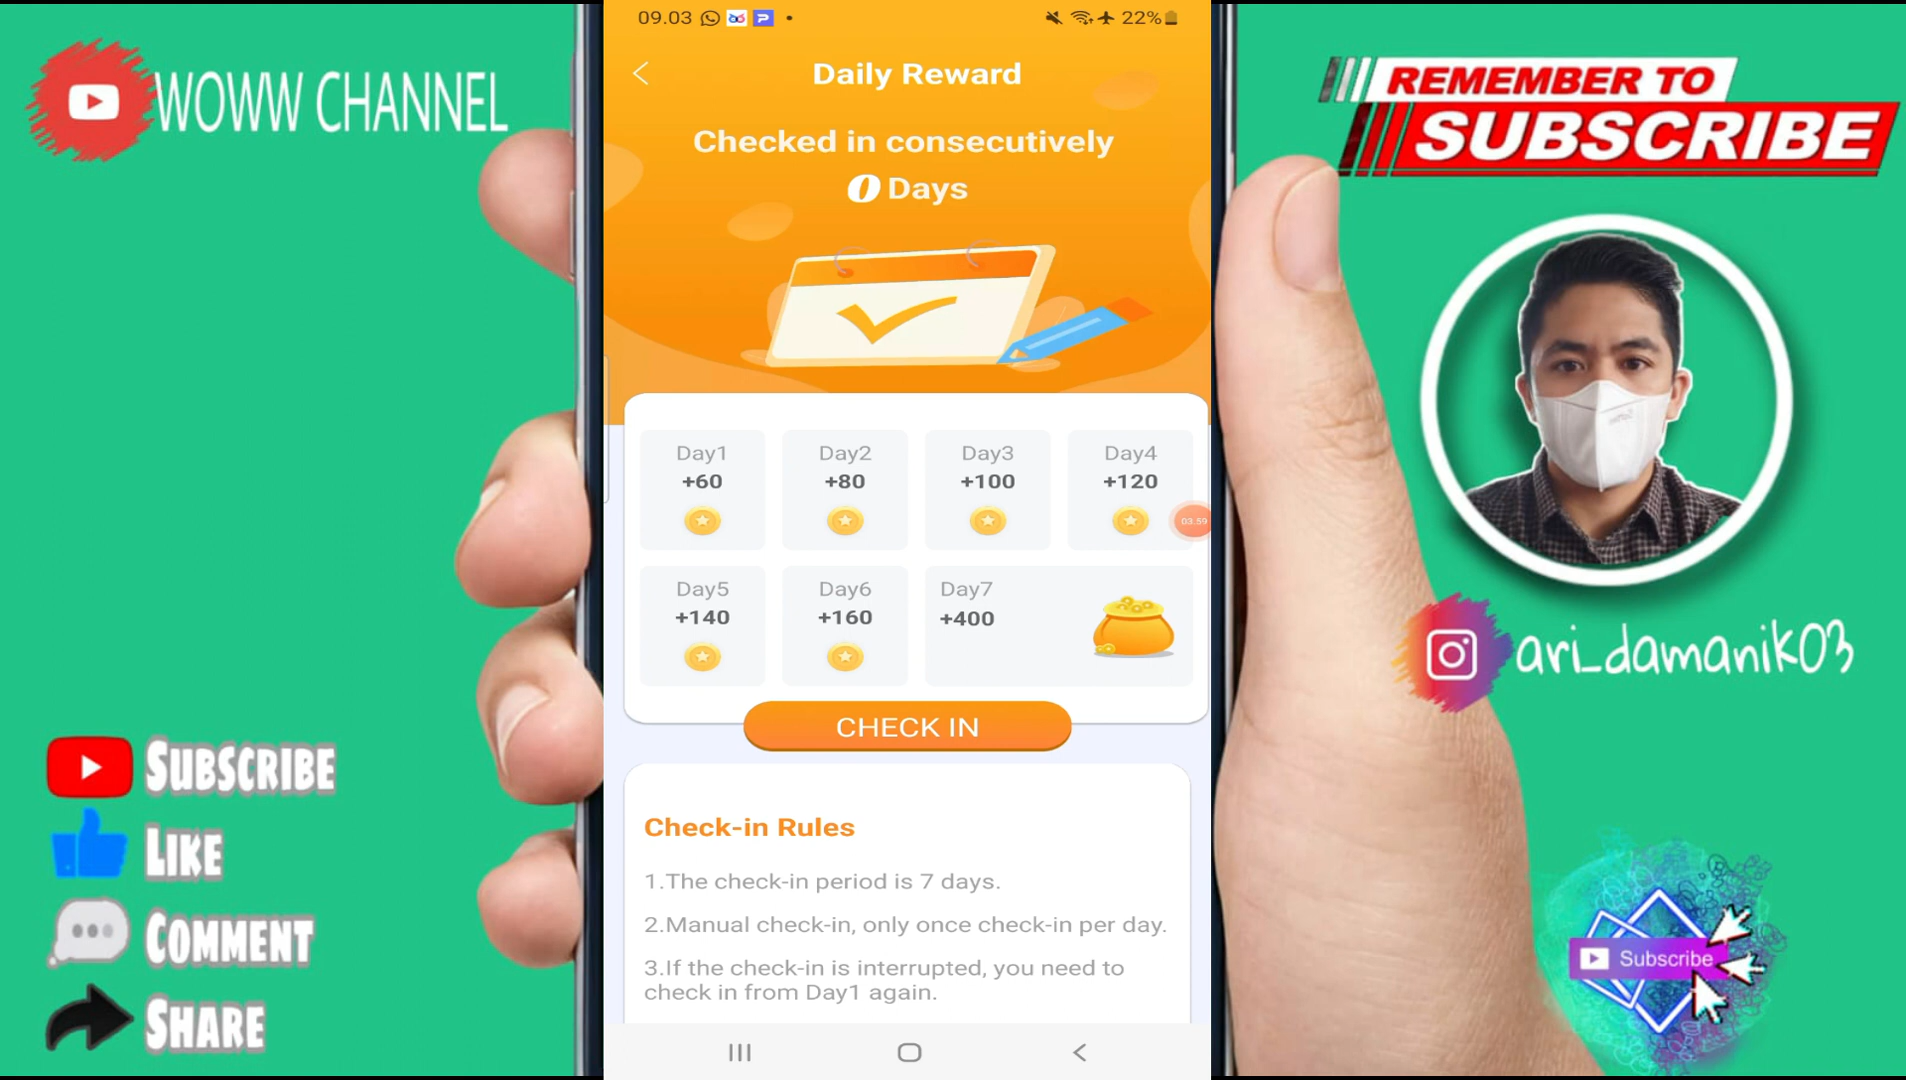 WOWW CHANNEL
SUBSCRIBE
LIKE
COMMENT
SHARE
09.03
22%
Daily Reward
Checked in consecutively
0 Days
Day1
+60
Day2
+80
Day3
+100
Day4
+120
03.59
Day5
+140
Day6
+160
Day7
+400
CHECK IN
Check-in Rules
1.The check-in period is 7 days.
2.Manual check-in, only once check-in per day.
3.If the check-in is interrupted, you need to
check in from Day1 again.
REMEMBER TO
SUBSCRIBE
ari_damanik03
Subscribe